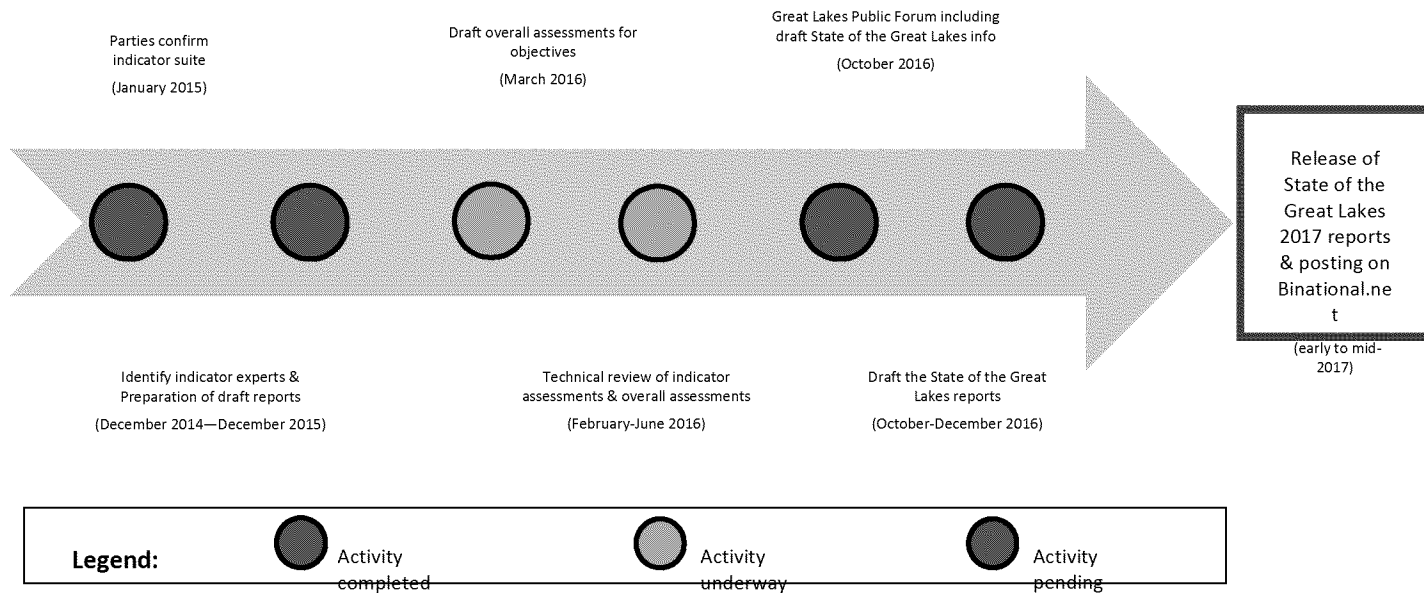 Parties confirm
indicator suite
(January 2015)
Draft overall assessments for
objectives
(March 2016)
Great Lakes Public Forum including
draft State of the Great Lakes info
(October 2016)
Release of
State of the
Great Lakes
2017 reports
& posting on
Binational.ne
t
(early to mid-
2017)
Identify indicator experts &
Preparation of draft reports
(December 2014—December 2015)
Technical review of indicator
assessments & overall assessments
(February-June 2016)
Draft the State of the Great
Lakes reports
(October-December 2016)
Legend:
Activity
completed
Activity
underway
Activity
pending